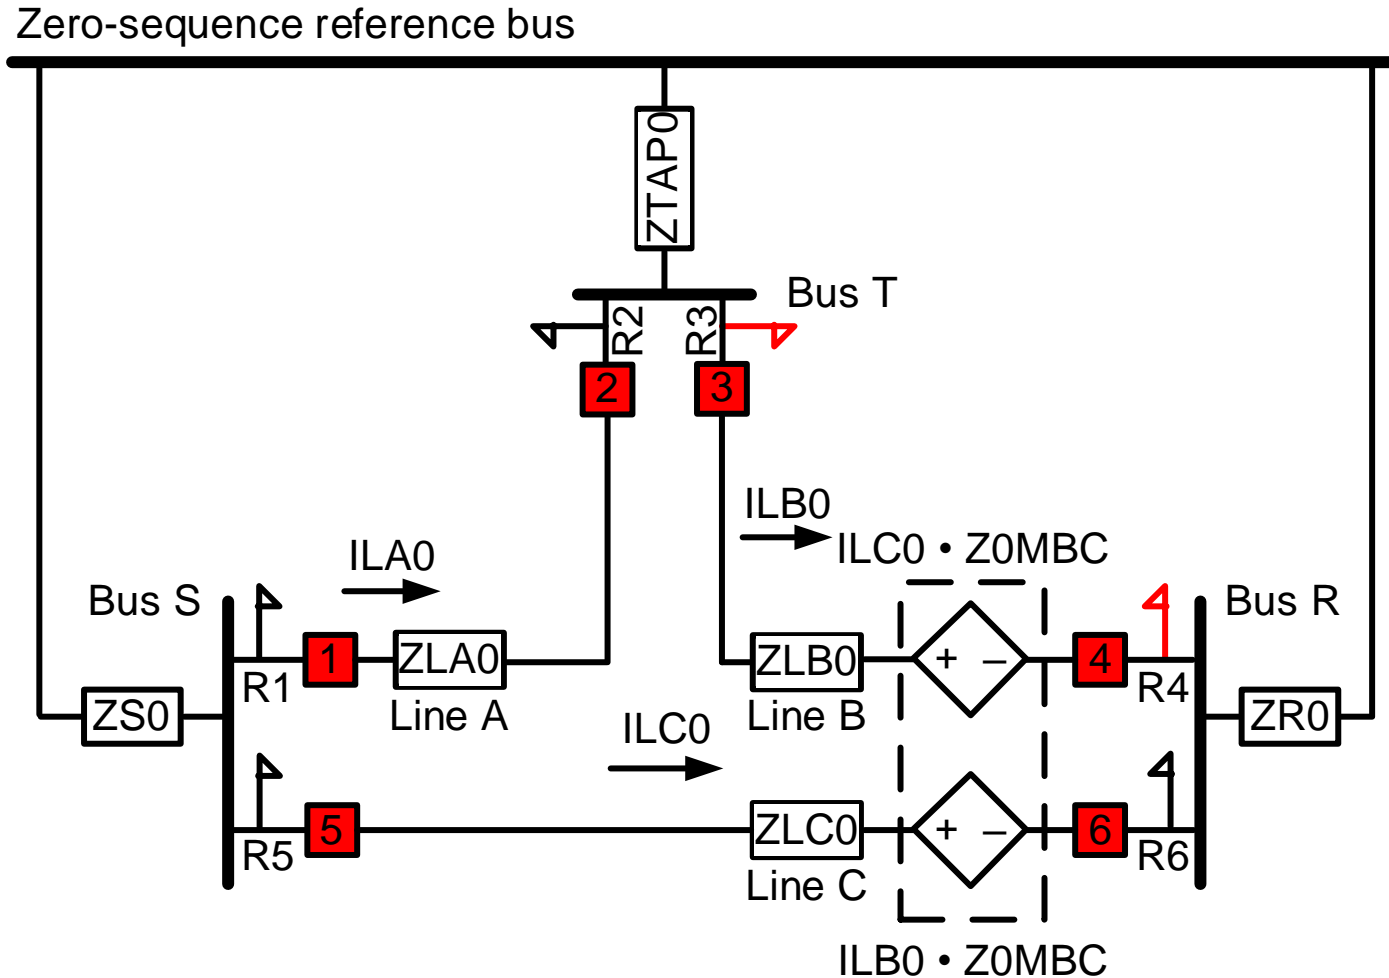 Zero-sequence reference bus
ZTAP0
Bus T
R2
R3
2
3
ILB0
ILC0 • Z0MBC
ILA0
Bus S
Bus R
1
ZLA0
ZLB0
+ –
4
R1
R4
Line A
Line B
ZS0
ZR0
ILC0
5
ZLC0
+ –
6
R5
R6
Line C
ILB0 • Z0MBC